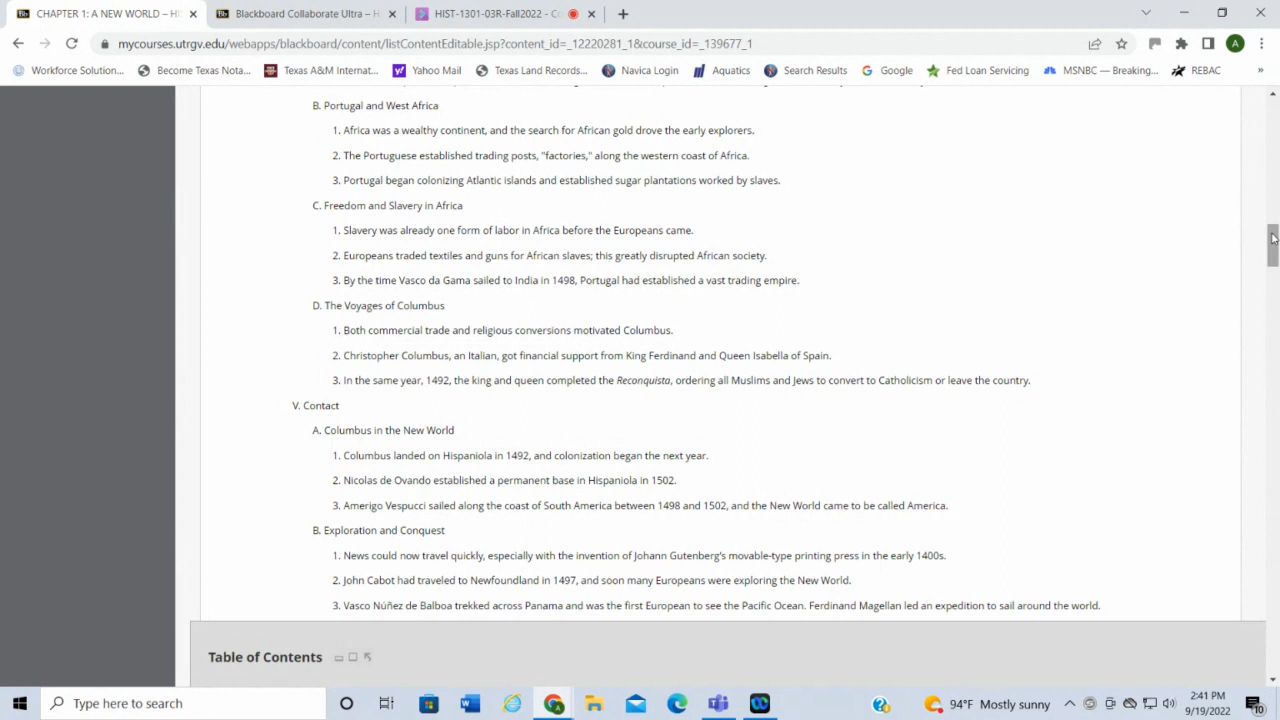 CHAPTER 1: A NEW WORLD – HI
Blackboard Collaborate Ultra – H
HIST-1301-03R-Fall2022 - Co
mycourses.utrgv.edu/webapps/blackboard/content/listContentEditable.jsp?content_id=_12220281_1&course_id=_139677_1
A
Workforce Solution...
Become Texas Nota...
Texas A&M Internat...
Yahoo Mail
Texas Land Records...
Navica Login
Aquatics
Search Results
Google
Fed Loan Servicing
MSNBC — Breaking...
REBAC
»
B. Portugal and West Africa
1. Africa was a wealthy continent, and the search for African gold drove the early explorers.
2. The Portuguese established trading posts, "factories," along the western coast of Africa.
3. Portugal began colonizing Atlantic islands and established sugar plantations worked by slaves.
C. Freedom and Slavery in Africa
1. Slavery was already one form of labor in Africa before the Europeans came.
2. Europeans traded textiles and guns for African slaves; this greatly disrupted African society.
3. By the time Vasco da Gama sailed to India in 1498, Portugal had established a vast trading empire.
D. The Voyages of Columbus
1. Both commercial trade and religious conversions motivated Columbus.
2. Christopher Columbus, an Italian, got financial support from King Ferdinand and Queen Isabella of Spain.
3. In the same year, 1492, the king and queen completed the Reconquista, ordering all Muslims and Jews to convert to Catholicism or leave the country.
V. Contact
A. Columbus in the New World
1. Columbus landed on Hispaniola in 1492, and colonization began the next year.
2. Nicolas de Ovando established a permanent base in Hispaniola in 1502.
3. Amerigo Vespucci sailed along the coast of South America between 1498 and 1502, and the New World came to be called America.
B. Exploration and Conquest
1. News could now travel quickly, especially with the invention of Johann Gutenberg's movable-type printing press in the early 1400s.
2. John Cabot had traveled to Newfoundland in 1497, and soon many Europeans were exploring the New World.
3. Vasco Núñez de Balboa trekked across Panama and was the first European to see the Pacific Ocean. Ferdinand Magellan led an expedition to sail around the world.
Table of Contents
Type here to search
94°F Mostly sunny
2:41 PM
9/19/2022
10